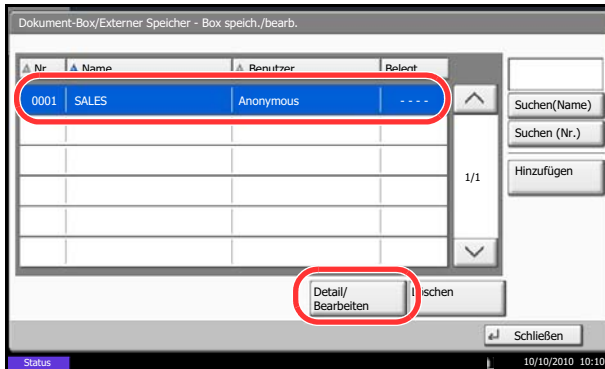 Dokument-Box/Externer Speicher - Box speich./bearb.
Nr. Name Benutzer Belegt
0001 SALES Anonymous - - - -
Suchen(Name)
Suchen (Nr.)
Hinzufügen
1/1
Detail/
Bearbeiten
Löschen
Schließen
Status 10/10/2010 10:10